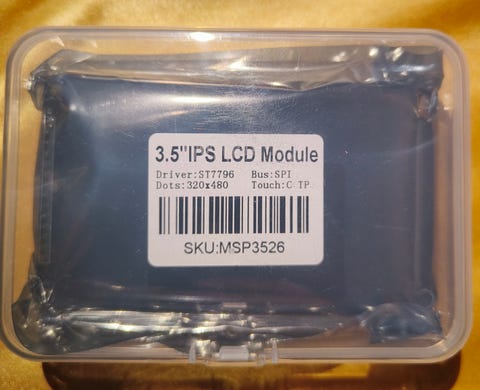 3.5"IPS LCD Module
Driver:ST7796 Bus:SPI
Dots:320x480 Touch:C TP
SKU:MSP3526